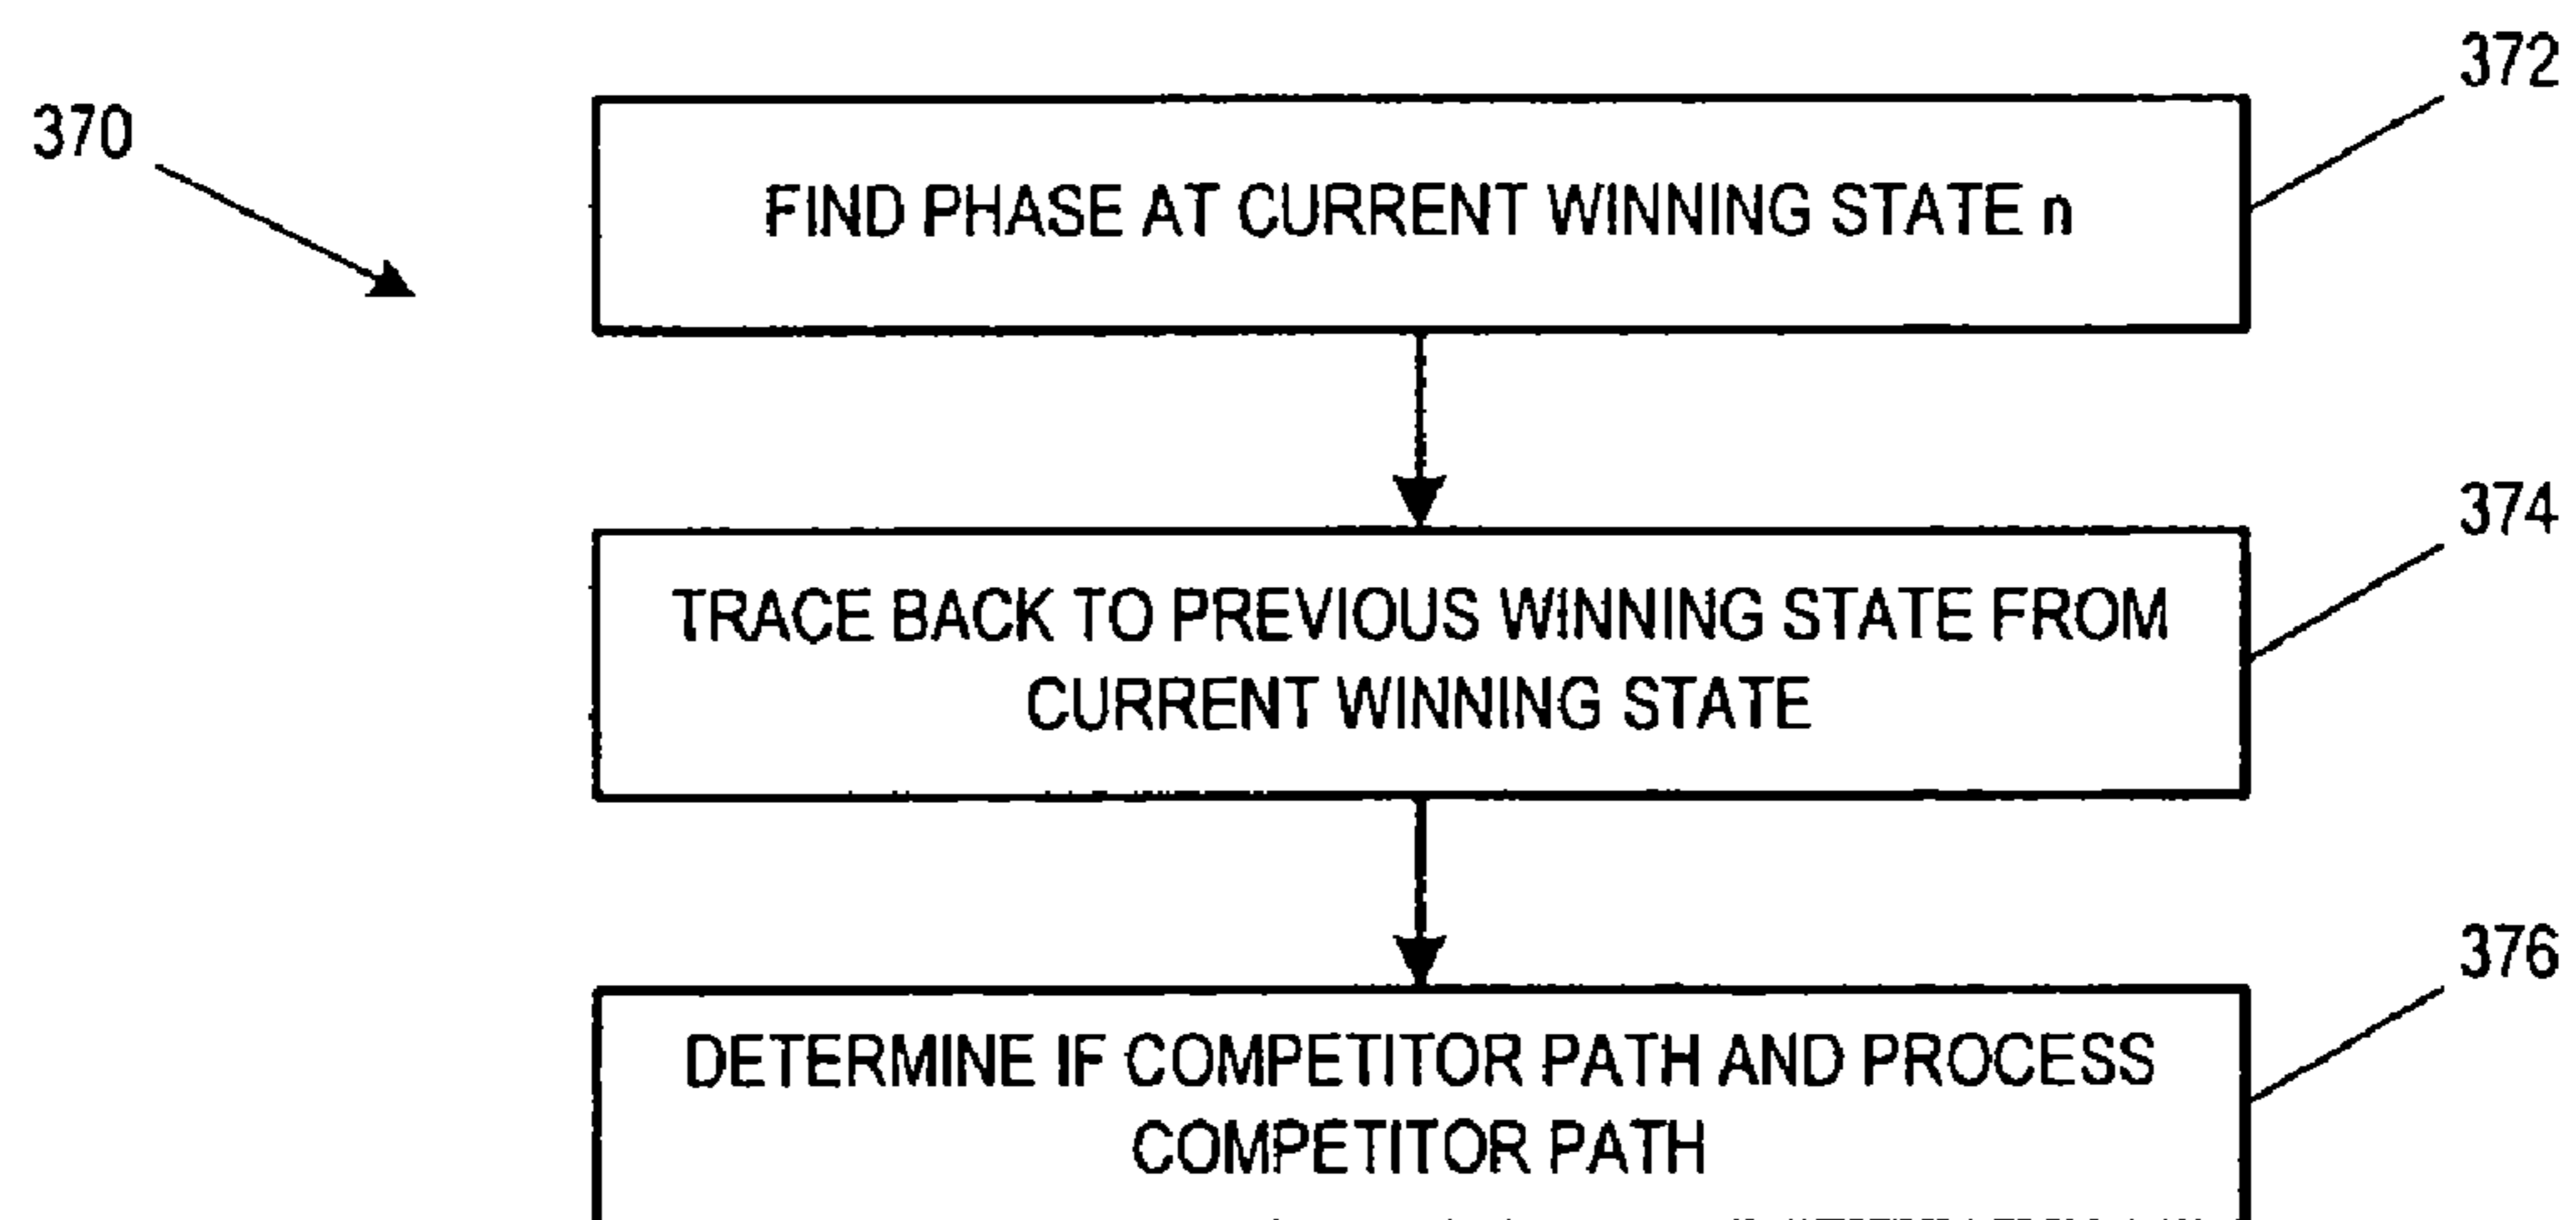 372
370
FIND PHASE AT CURRENT WINNING STATE n
374
TRACE BACK TO PREVIOUS WINNING STATE FROM
CURRENT WINNING STATE
376
DETERMINE IF COMPETITOR PATH AND PROCESS
COMPETITOR PATH